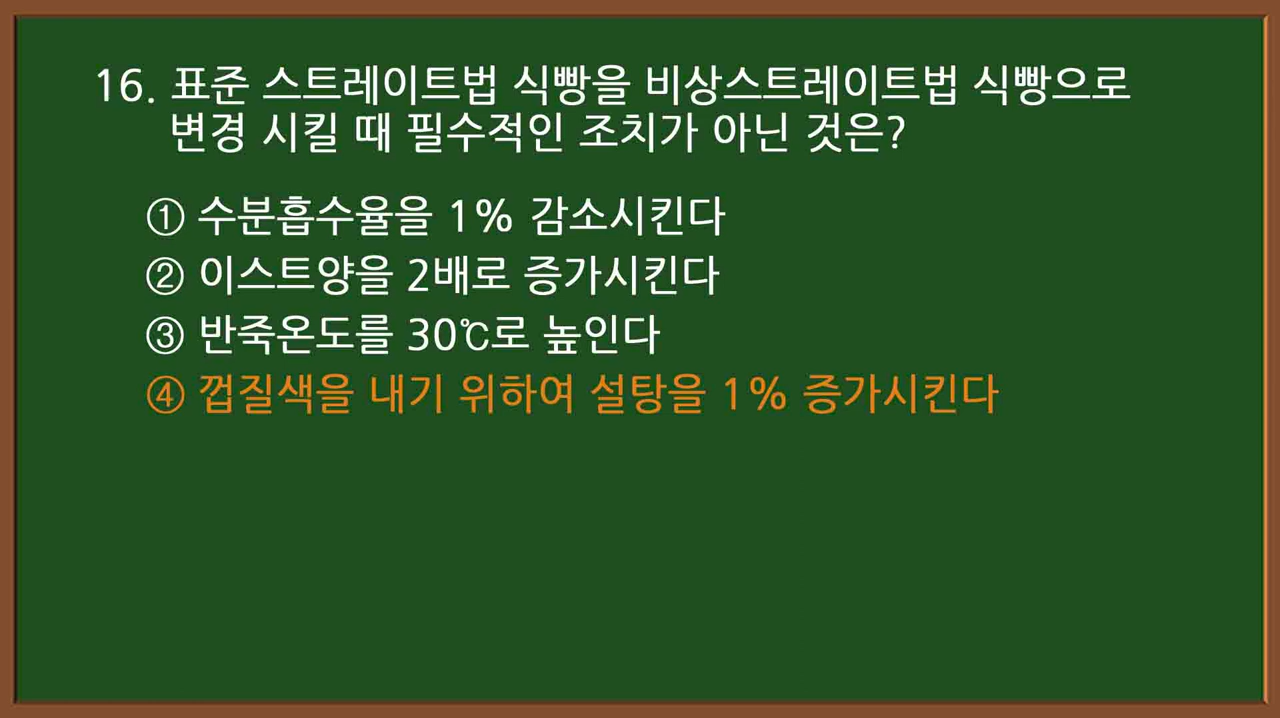 16. 표준 스트레이트법 식빵을 비상스트레이트법 식빵으로
변경 시킬 때 필수적인 조치가 아닌 것은?
① 수분흡수율을 1% 감소시킨다
② 이스트양을 2배로 증가시킨다
③ 반죽온도를 30℃로 높인다
④ 껍질색을 내기 위하여 설탕을 1% 증가시킨다